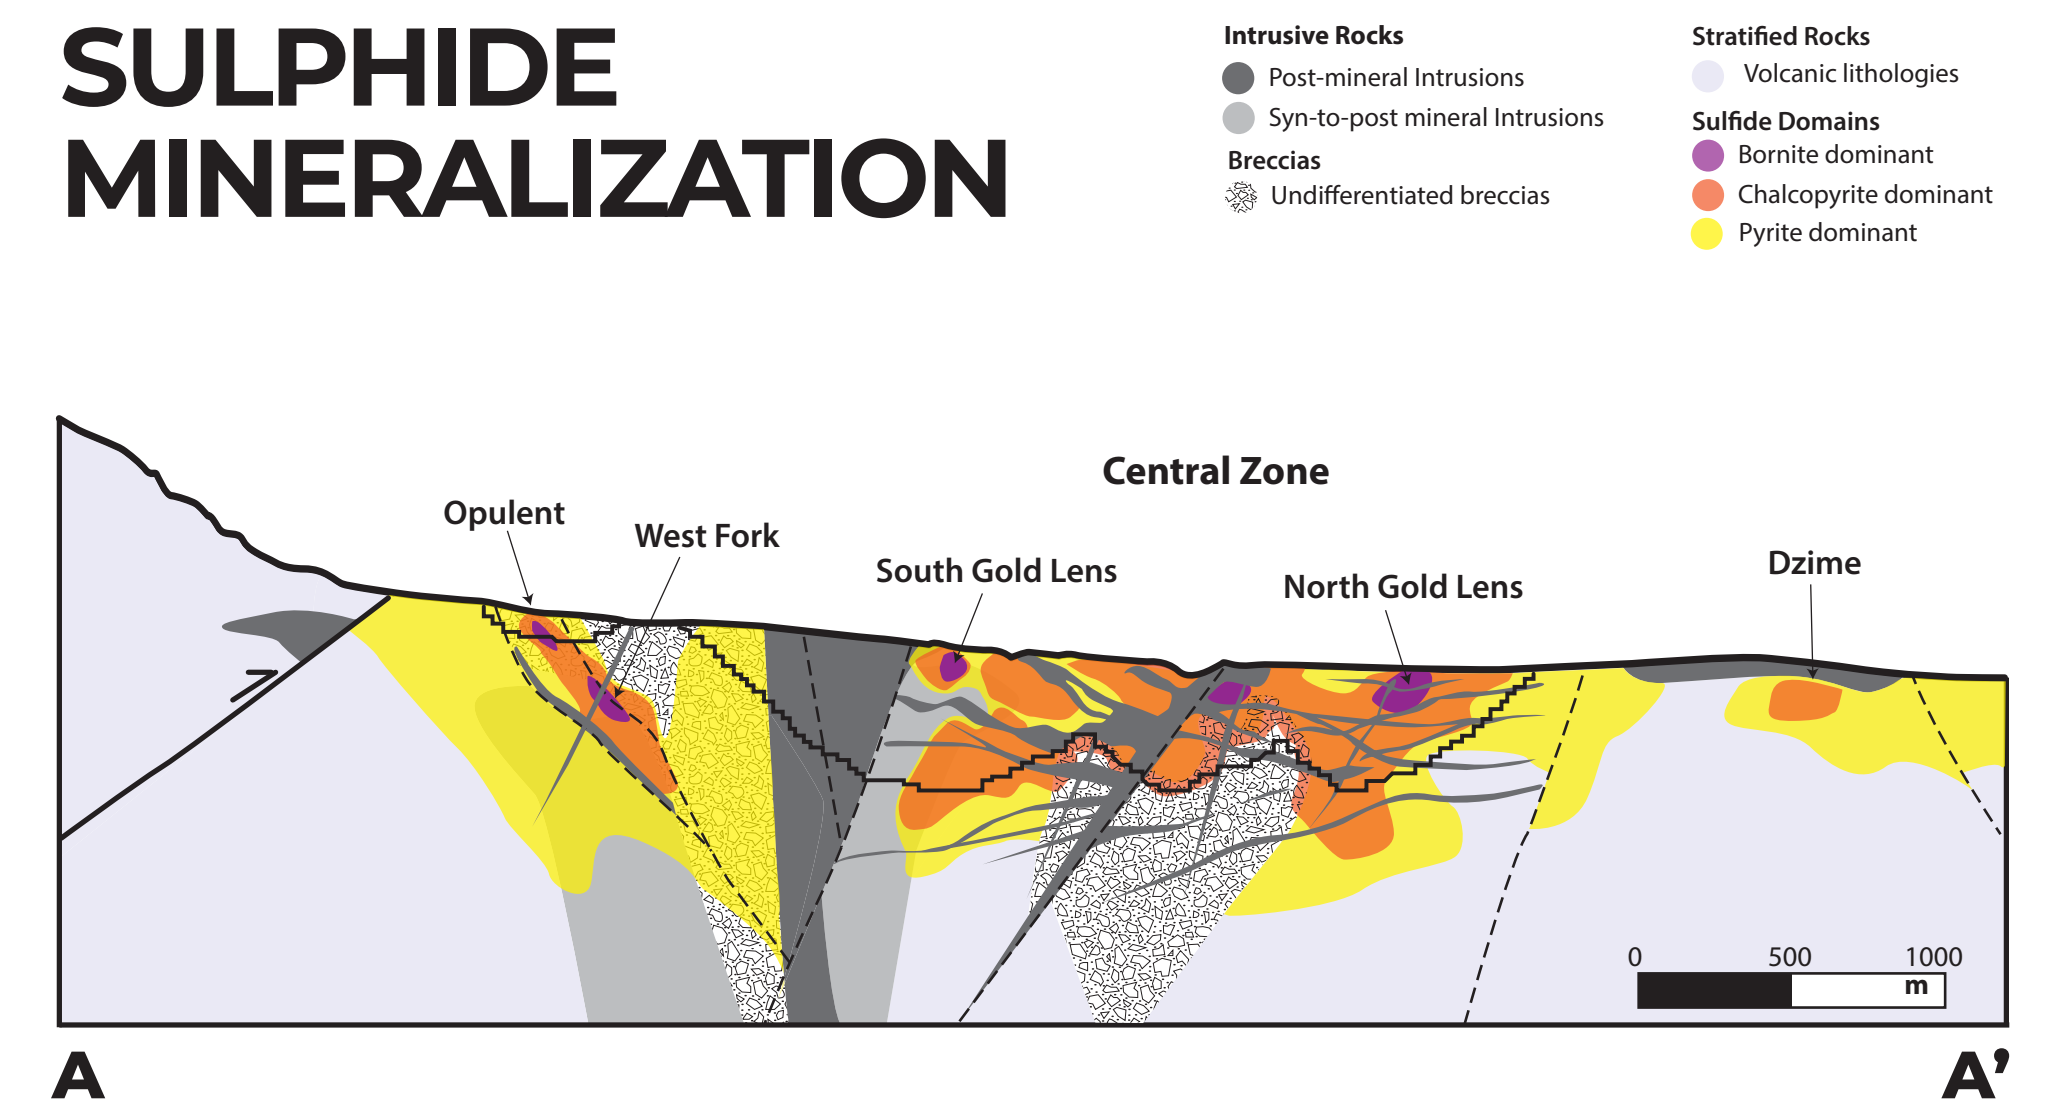 SULPHIDE
MINERALIZATION
Intrusive Rocks
Post-mineral Intrusions
Syn-to-post mineral Intrusions
Breccias
Undifferentiated breccias
Stratified Rocks
Volcanic lithologies
Sulfide Domains
Bornite dominant
Chalcopyrite dominant
Pyrite dominant
Central Zone
Opulent
West Fork
South Gold Lens
North Gold Lens
Dzime
0 500 1000
m
A A’